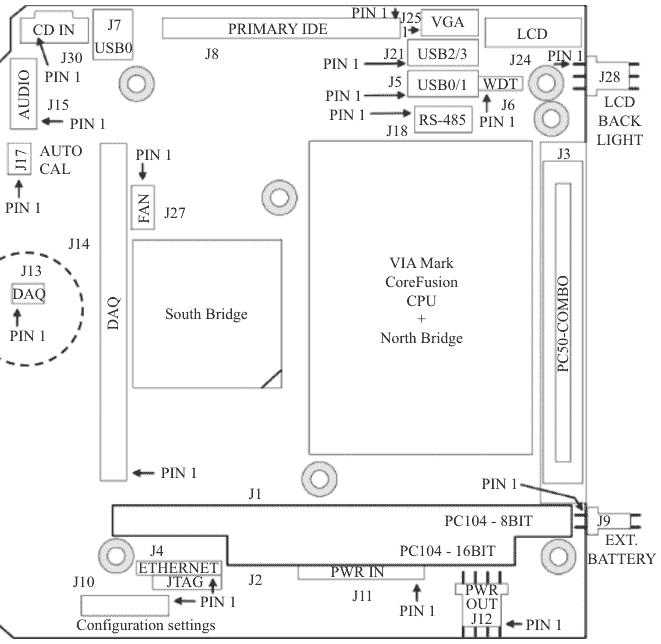 PIN 1
J25
VGA
1
LCD
CD IN
J7
USB0
PRIMARY IDE
J8
J30
PIN 1
PIN 1
J21
USB2/3
J24
PIN 1
J28
AUDIO
J15
PIN 1
PIN 1
J5
USB0/1
WDT
J6
PIN 1
LCD
BACK
LIGHT
PIN 1
J18
RS-485
J17
AUTO
CAL
PIN 1
PIN 1
FAN
J27
J3
J14
J13
DAQ
PIN 1
DAQ
South Bridge
VIA Mark
CoreFusion
CPU
+
North Bridge
PC50-COMBO
PIN 1
PIN 1
J1
PC104 - 8BIT
J9
EXT.
BATTERY
PC104 - 16BIT
J4
ETHERNET
JTAG
J2
PWR IN
J11
PIN 1
J10
PIN 1
Configuration settings
PWR
OUT
J12
PIN 1